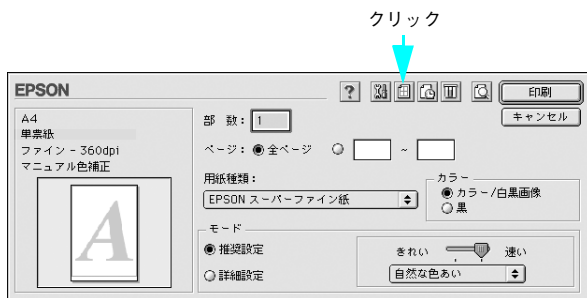 クリック
EPSON
?
印刷
キャンセル
A4
単票紙
ファイン - 360dpi
マニュアル色補正
A
部 数: 1
ページ: 全ページ ~
用紙種類:
EPSON スーパーファイン紙
カラー
カラー/白黒画像
黒
モード
推奨設定
詳細設定
きれい 速い
自然な色あい